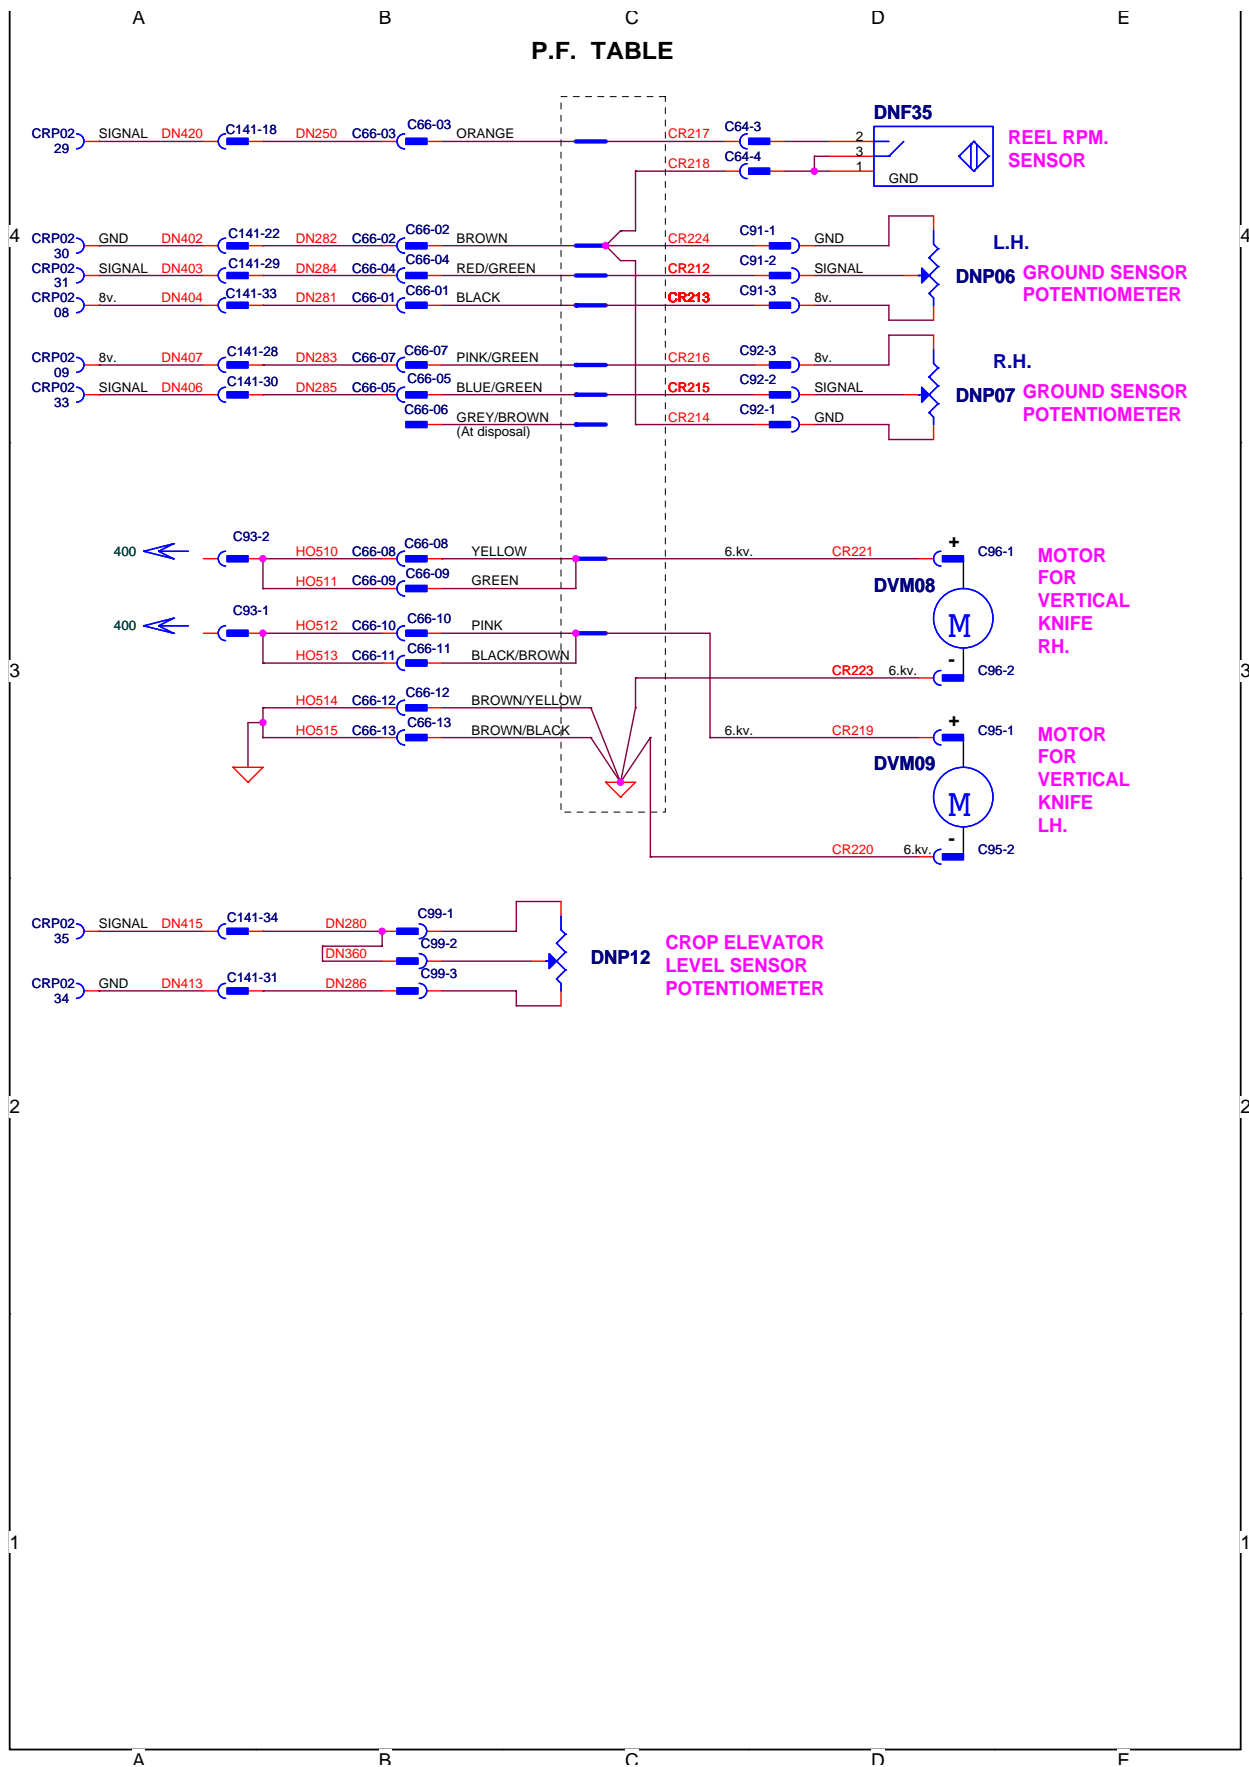 A B C D E
P.F. TABLE
DNF35
CRP02 29 SIGNAL DN420 C141-18 DN250 C66-03 C66-03 ORANGE CR217 C64-3 2 REEL RPM.
3 SENSOR
CR218 C64-4 1 GND
4 4
CRP02 30 GND DN402 C141-22 DN282 C66-02 C66-02 BROWN CR224 C91-1 GND L.H.
CRP02 31 SIGNAL DN403 C141-29 DN284 C66-04 C66-04 RED/GREEN CR212 C91-2 SIGNAL DNP06 GROUND SENSOR
CRP02 08 8v. DN404 C141-33 DN281 C66-01 C66-01 BLACK CR213 C91-3 8v. POTENTIOMETER
CRP02 09 8v. DN407 C141-28 DN283 C66-07 C66-07 PINK/GREEN CR216 C92-3 8v. R.H.
CRP02 33 SIGNAL DN406 C141-30 DN285 C66-05 C66-05 BLUE/GREEN CR215 C92-2 SIGNAL DNP07 GROUND SENSOR
C66-06 GREY/BROWN CR214 C92-1 GND POTENTIOMETER
(At disposal)
400 C93-2 HO510 C66-08 C66-08 YELLOW 6.kv. CR221 + C96-1 MOTOR
HO511 C66-09 C66-09 GREEN DVM08 FOR
VERTICAL
400 C93-1 HO512 C66-10 C66-10 PINK M KNIFE
HO513 C66-11 C66-11 BLACK/BROWN RH.
3 CR223 6.kv. - C96-2 3
HO514 C66-12 C66-12 BROWN/YELLOW
HO515 C66-13 C66-13 BROWN/BLACK 6.kv. CR219 + C95-1 MOTOR
DVM09 FOR
VERTICAL
M KNIFE
LH.
CR220 6.kv. - C95-2
CRP02 35 SIGNAL DN415 C141-34 DN280 C99-1
DN360 C99-2 DNP12 CROP ELEVATOR
LEVEL SENSOR
CRP02 34 GND DN413 C141-31 DN286 C99-3 POTENTIOMETER
2 2
1 1
A B C D E